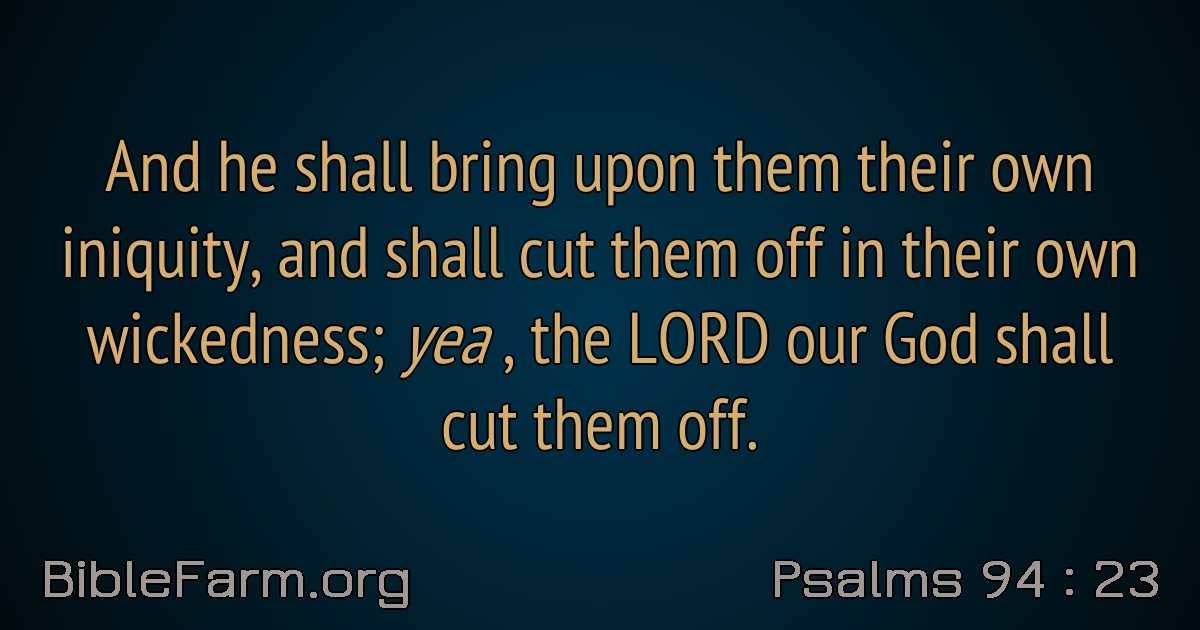 And he shall bring upon them their own
iniquity, and shall cut them off in their own
wickedness; yea , the LORD our God shall
cut them off.
BibleFarm.org
Psalms 94 : 23